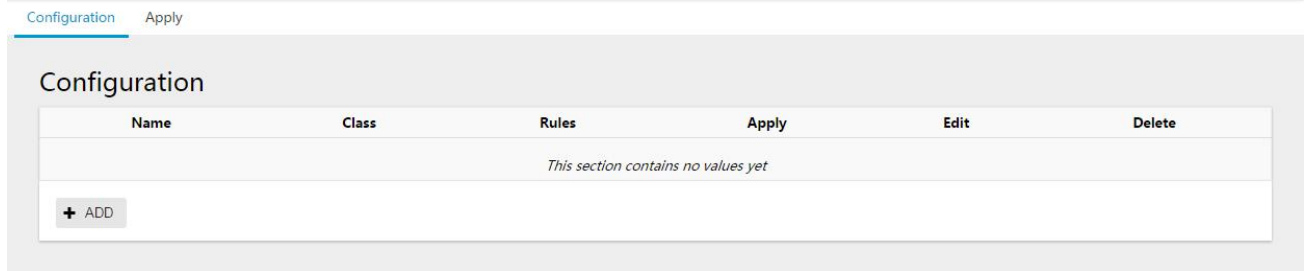 Configuration Apply
Configuration
Name Class Rules Apply Edit Delete
This section contains no values yet
+ ADD